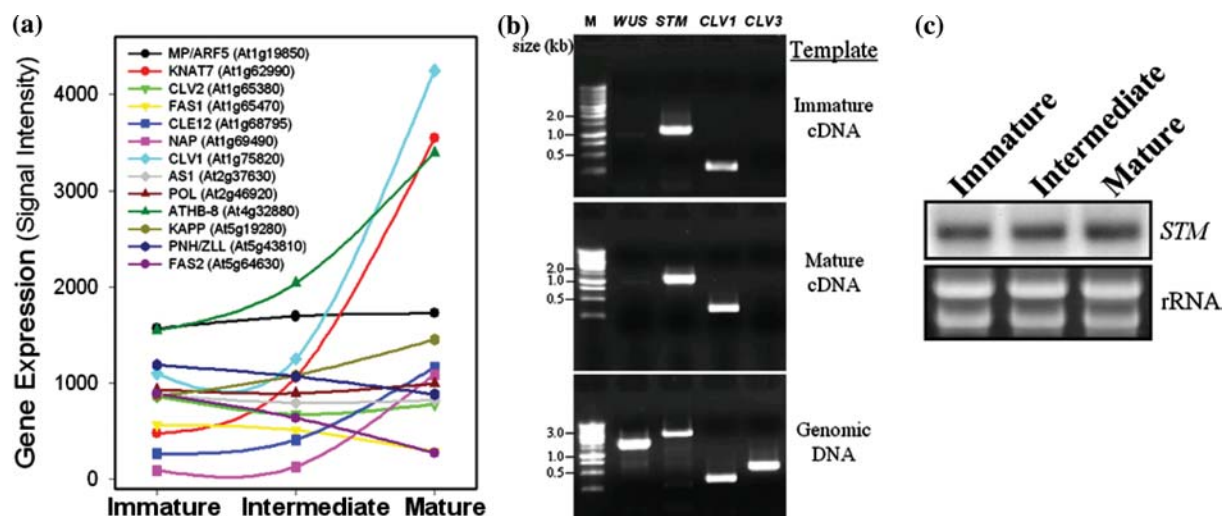 (a)
Gene Expression (Signal Intensity)
4000
3000
2000
1000
0
MP/ARF5 (At1g19850)
KNAT7 (At1g62990)
CLV2 (At1g65380)
FAS1 (At1g65470)
CLE12 (At1g68795)
NAP (At1g69490)
CLV1 (At1g75820)
AS1 (At2g37630)
POL (At2g46920)
ATHB-8 (At4g32880)
KAPP (At5g19280)
PNH/ZLL (At5g43810)
FAS2 (At5g64630)
Immature Intermediate Mature
(b)
M WUS STM CLV1 CLV3
size (kb)
Template
2.0
1.0
0.5
Immature
cDNA
2.0
1.0
0.5
Mature
cDNA
3.0
1.0
0.5
Genomic
DNA
(c)
Immature
Intermediate
Mature
STM
rRNA